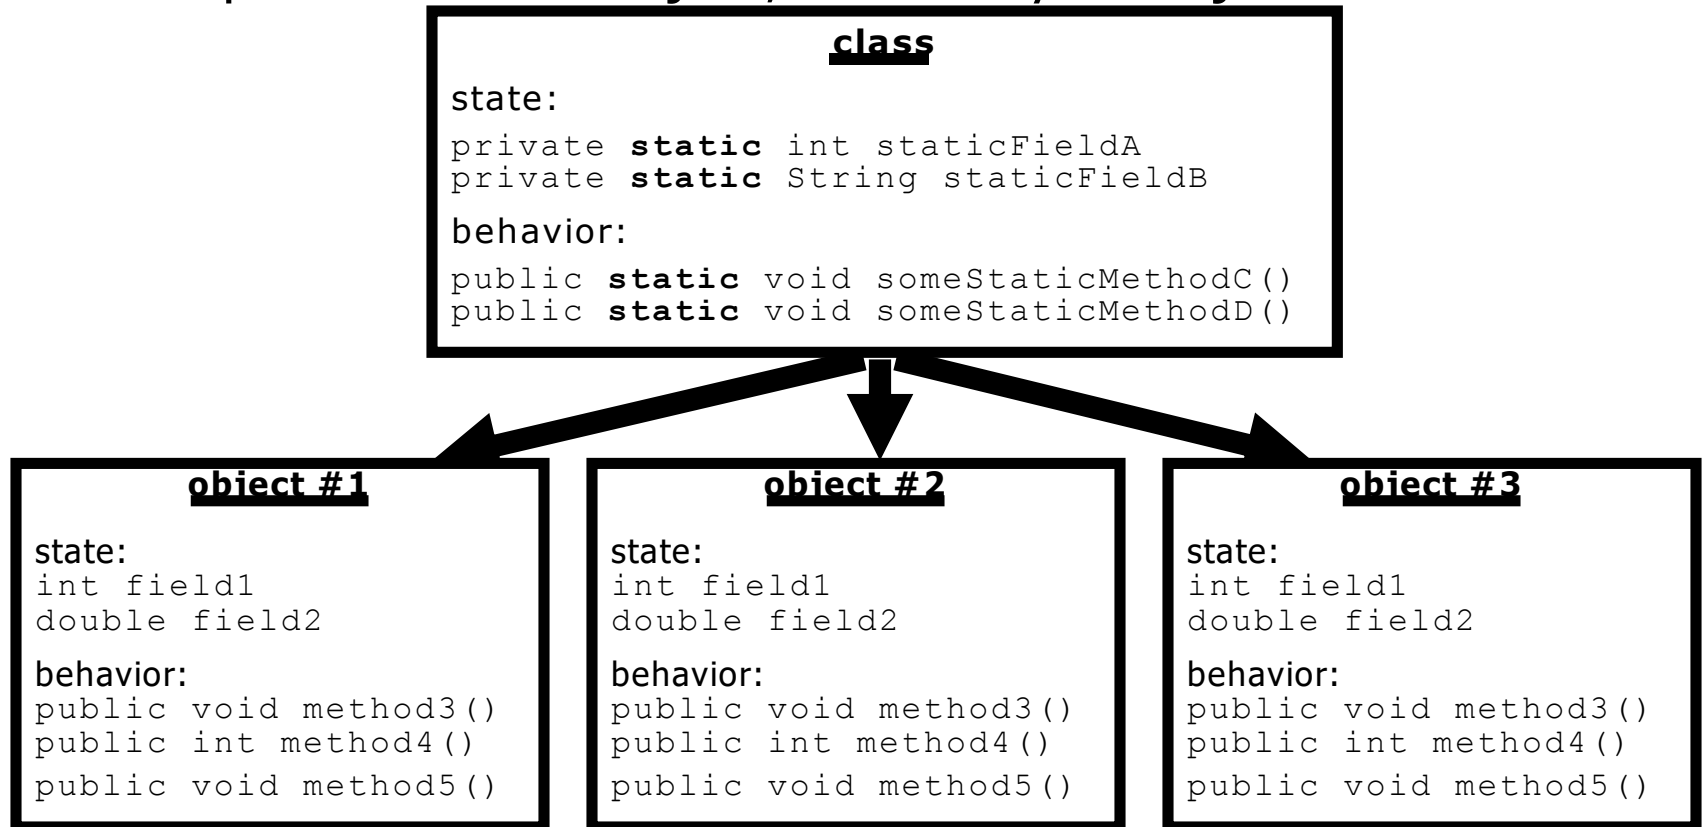 class
state:
private static int staticFieldA
private static String staticFieldB
behavior:
public static void someStaticMethodC()
public static void someStaticMethodD()
object #1
state:
int field1
double field2
behavior:
public void method3()
public int method4()
public void method5()
object #2
state:
int field1
double field2
behavior:
public void method3()
public int method4()
public void method5()
object #3
state:
int field1
double field2
behavior:
public void method3()
public int method4()
public void method5()